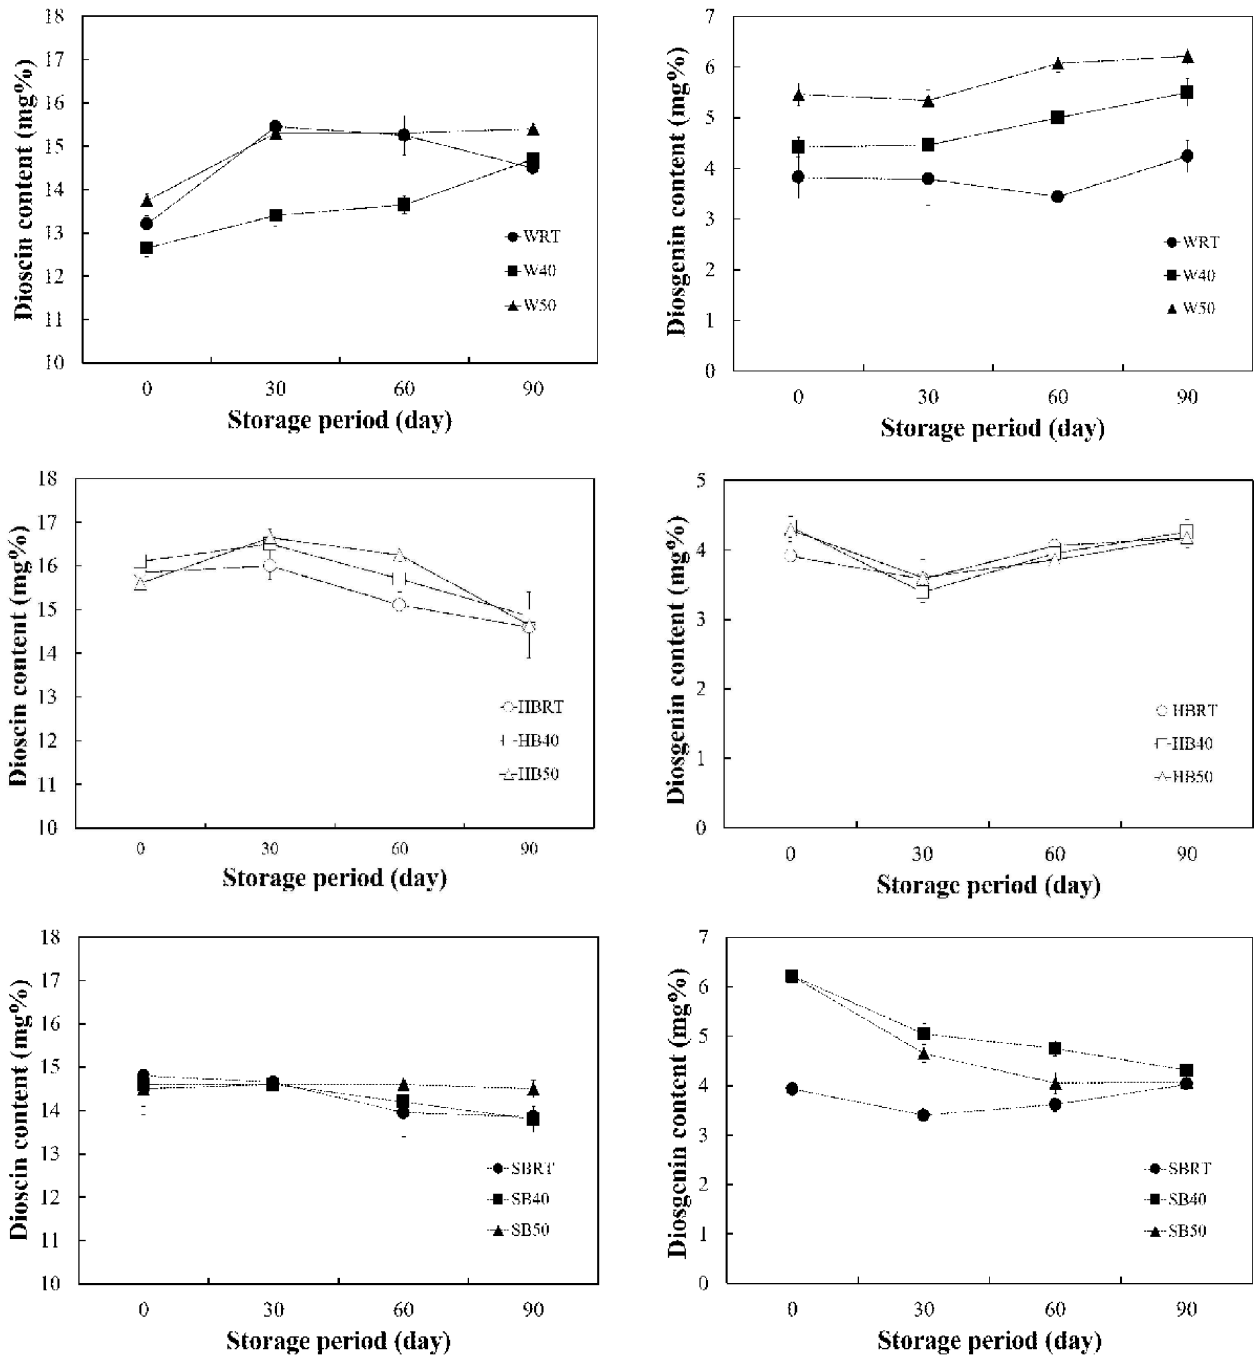 Dioscin content (mg%)
18
17
16
15
14
13
12
11
10
WRT
W40
W50
0 30 60 90
Storage period (day)
Diosgenin content (mg%)
7
6
5
4
3
2
1
0
WRT
W40
W50
0 30 60 90
Storage period (day)
Dioscin content (mg%)
18
17
16
15
14
13
12
11
10
HBRT
HB40
HB50
0 30 60 90
Storage period (day)
Diosgenin content (mg%)
5
4
3
2
1
0
HBRT
HB40
HB50
0 30 60 90
Storage period (day)
Dioscin content (mg%)
18
17
16
15
14
13
12
11
10
SBRT
SB40
SB50
0 30 60 90
Storage period (day)
Diosgenin content (mg%)
7
6
5
4
3
2
1
0
SBRT
SB40
SB50
0 30 60 90
Storage period (day)